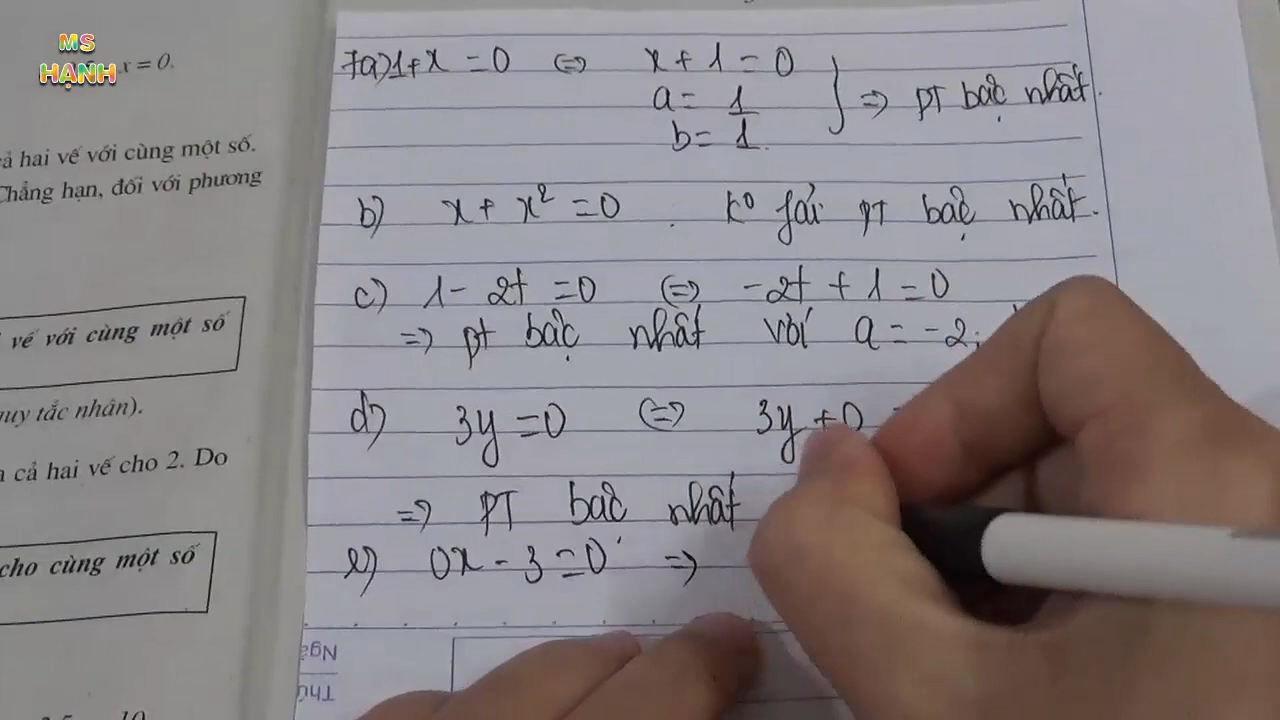 MS
HẠNH
x = 0.
ả hai vế với cùng một số.
Chẳng hạn, đối với phương
vế với cùng một số
quy tắc nhân).
cả hai vế cho 2. Do
cho cùng một số
7a) 1 + x = 0 ⇔ x + 1 = 0
a = 1 } ⇒ PT bậc nhất.
b = 1.
b) x + x² = 0 . k⁰ fải PT bậc nhất.
c) 1 - 2t = 0 ⇔ -2t + 1 = 0
⇒ pt bậc nhất với a = -2;
d) 3y = 0 ⇔ 3y + 0
⇒ PT bậc nhất
e) 0x - 3 = 0 ⇒
Ngà
Thứ